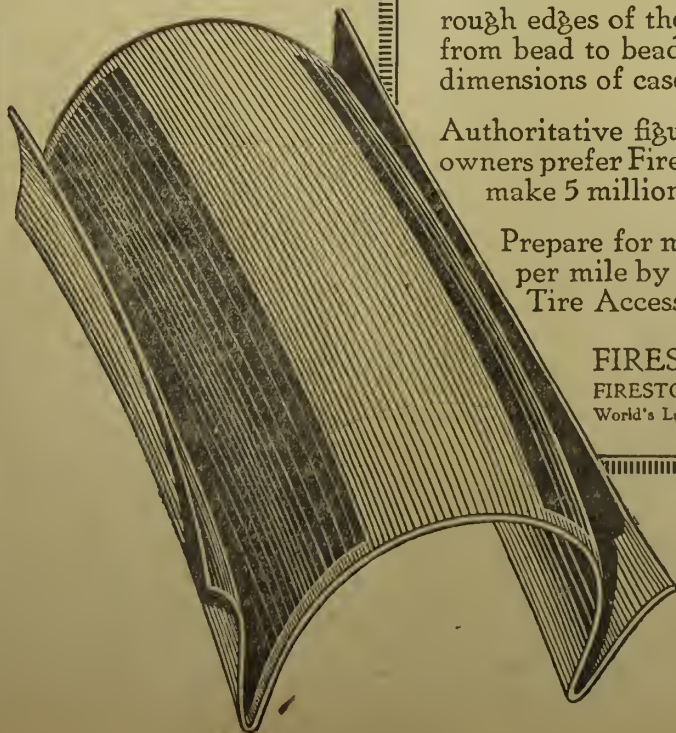 rough edges of the
from bead to bead
dimensions of case
Authoritative figu
owners prefer Fire
make 5 million
Prepare for m
per mile by
Tire Access
FIRES
FIRESTO
World's L